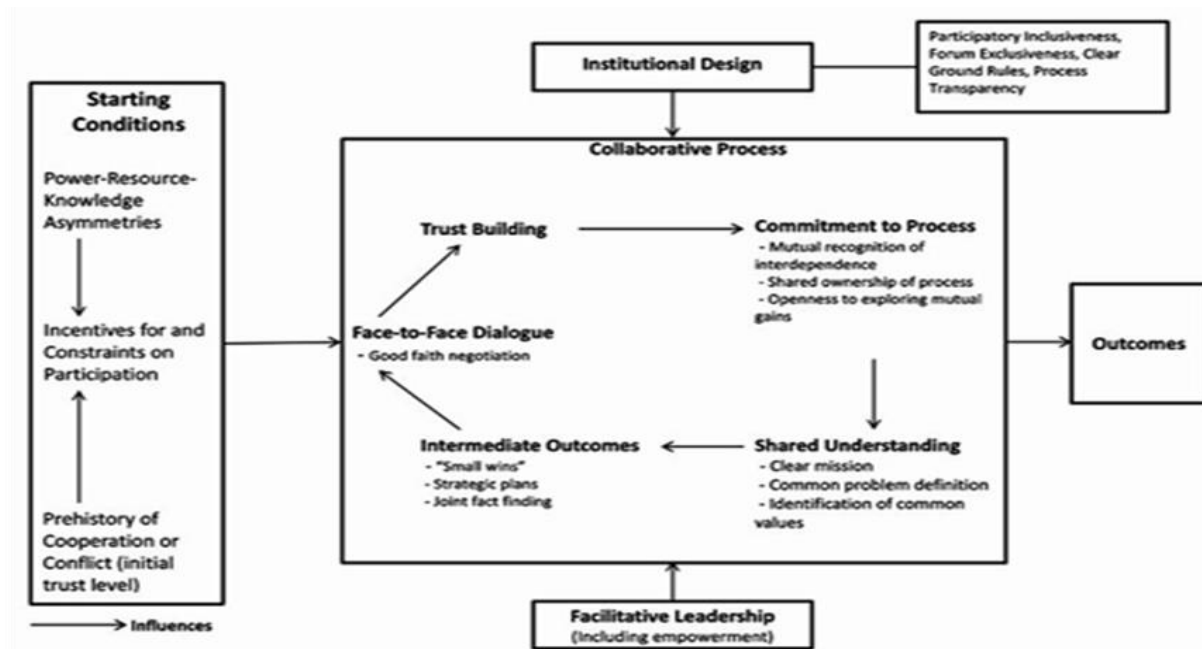 Starting
Conditions
Power-Resource-
Knowledge
Asymmetries
Incentives for and
Constraints on
Participation
Prehistory of
Cooperation or
Conflict (initial
trust level)
Influences
Institutional Design
Participatory Inclusiveness,
Forum Exclusiveness, Clear
Ground Rules, Process
Transparency
Collaborative Process
Trust Building
Commitment to Process
- Mutual recognition of
interdependence
- Shared ownership of process
- Openness to exploring mutual
gains
Face-to-Face Dialogue
- Good faith negotiation
Intermediate Outcomes
- "Small wins"
- Strategic plans
- Joint fact finding
Shared Understanding
- Clear mission
- Common problem definition
- Identification of common
values
Facilitative Leadership
(Including empowerment)
Outcomes